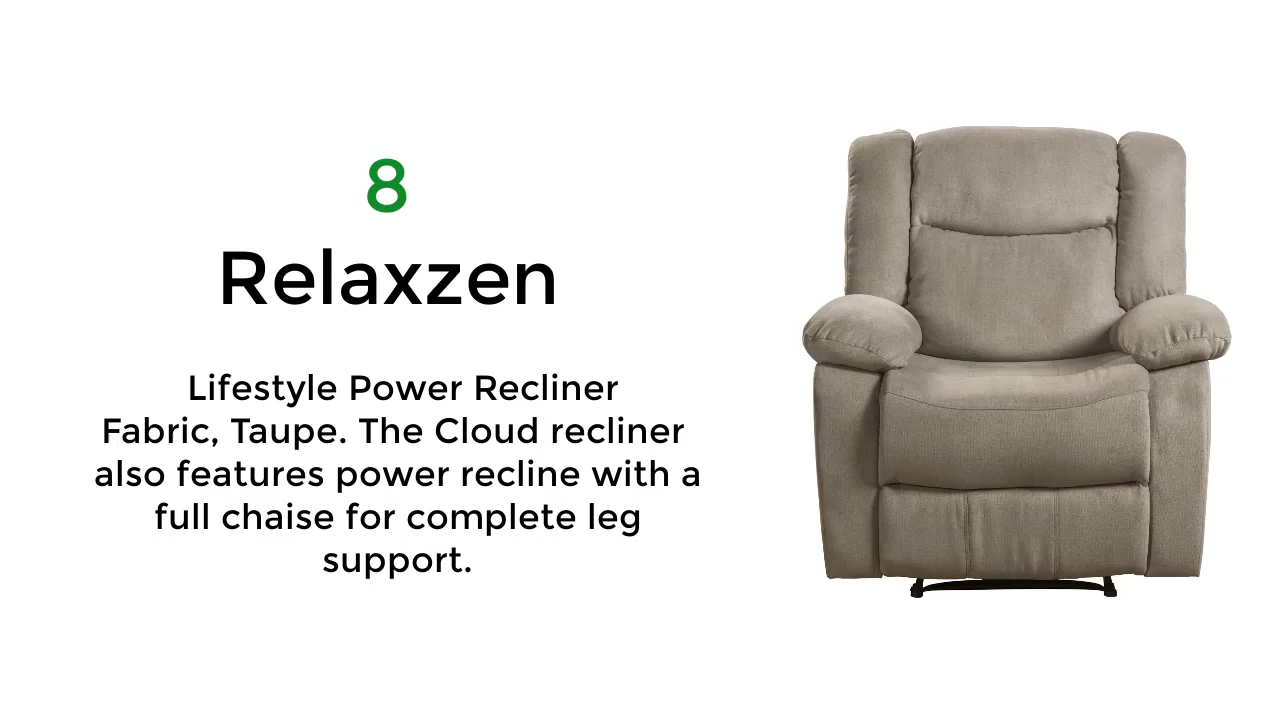 8
Relaxzen
Lifestyle Power Recliner
Fabric, Taupe. The Cloud recliner
also features power recline with a
full chaise for complete leg
support.